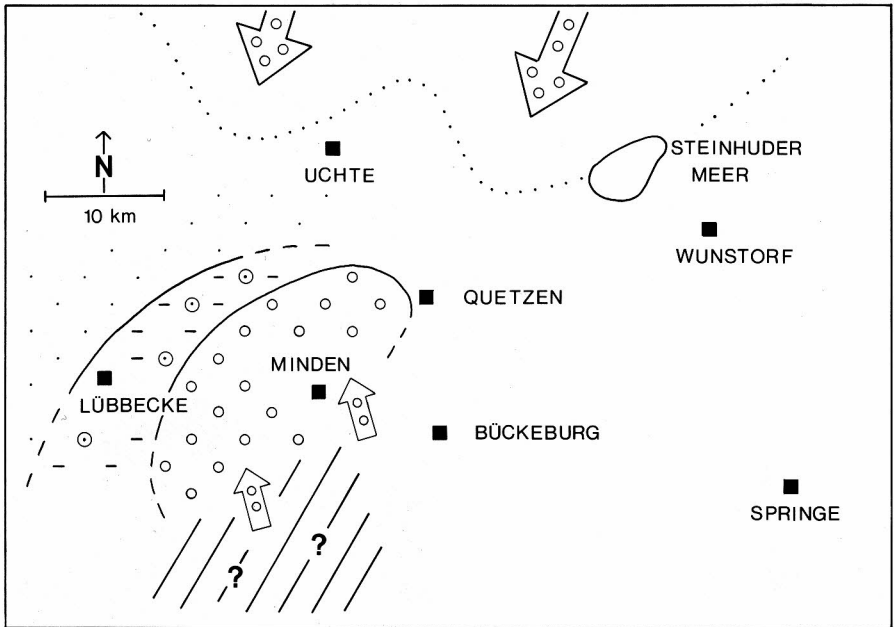 UCHTE
STEINHUDER
MEER
N
10 km
WUNSTORF
QUETZEN
MINDEN
LÜBBECKE
BÜCKEBURG
SPRINGE
?
?